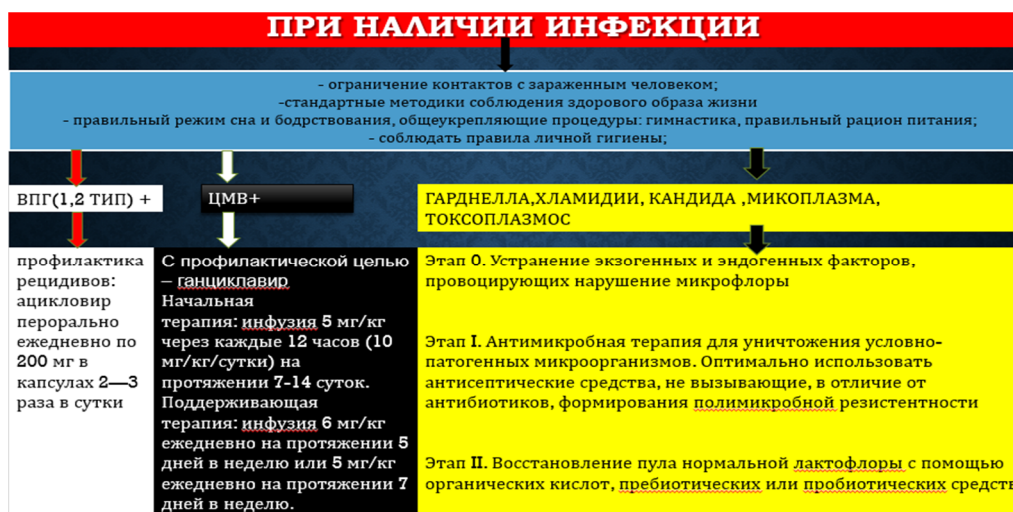 ПРИ НАЛИЧИИ ИНФЕКЦИИ
- ограничение контактов с зараженным человеком;
-стандартные методики соблюдения здорового образа жизни
- правильный режим сна и бодрствования, общеукрепляющие процедуры: гимнастика, правильный рацион питания;
- соблюдать правила личной гигиены;
ВПГ(1,2 ТИП) +
профилактика
рецидивов:
ацикловир
перорально
ежедневно по
200 мг в
капсулах 2—3
раза в сутки
ЦМВ+
С профилактической целью
– ганциклавир
Начальная
терапия: инфузия 5 мг/кг
через каждые 12 часов (10
мг/кг/сутки) на
протяжении 7-14 суток.
Поддерживающая
терапия: инфузия 6 мг/кг
ежедневно на протяжении 5
дней в неделю или 5 мг/кг
ежедневно на протяжении 7
дней в неделю.
ГАРДНЕЛЛА,ХЛАМИДИИ, КАНДИДА ,МИКОПЛАЗМА,
ТОКСОПЛАЗМОС
Этап 0. Устранение экзогенных и эндогенных факторов,
провоцирующих нарушение микрофлоры
Этап I. Антимикробная терапия для уничтожения условно-
патогенных микроорганизмов. Оптимально использовать
антисептические средства, не вызывающие, в отличие от
антибиотиков, формирования полимикробной резистентности
Этап II. Восстановление пула нормальной лактофлоры с помощью
органических кислот, пребиотических или пробиотических средств